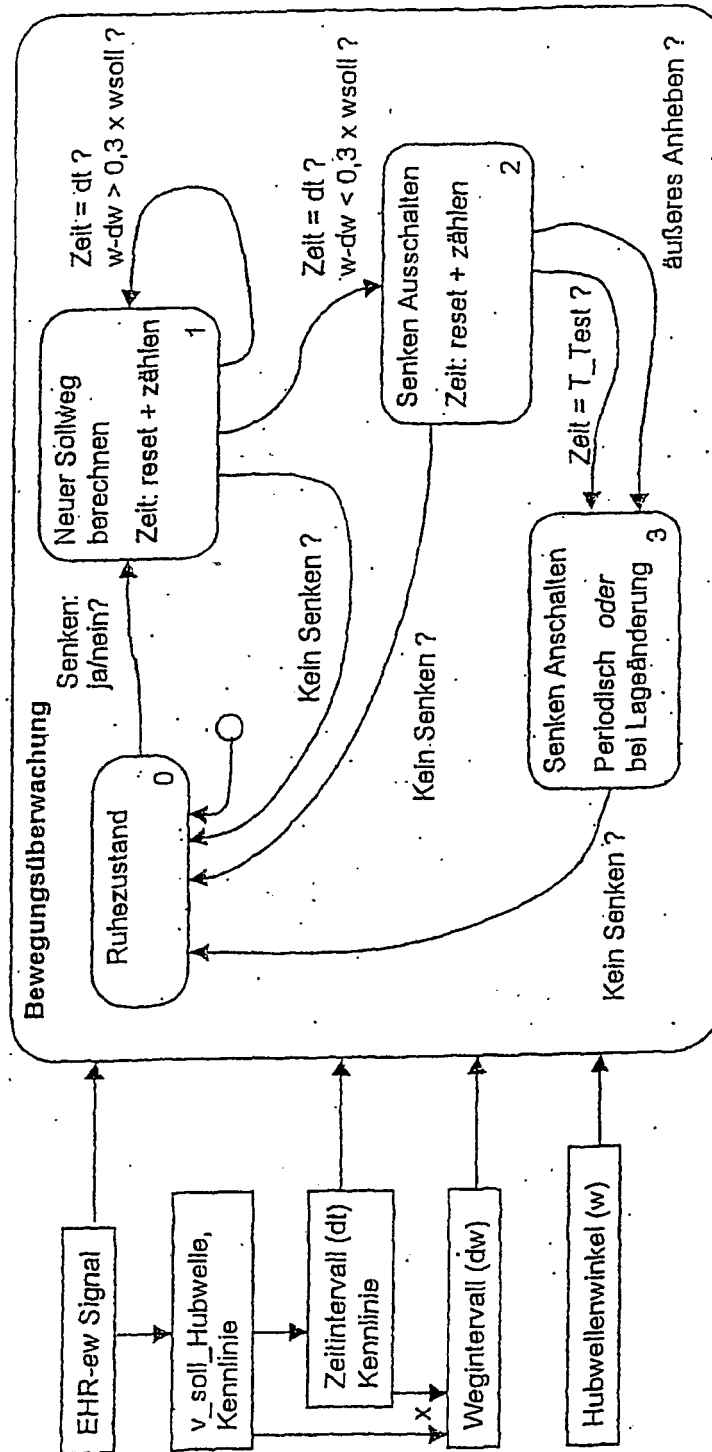 EHR-ew Signal
v_soll_Hubwelle,
Kennlinie
Zeitintervall (dt)
Kennlinie
x
Wegintervall (dw)
Hubwellenwinkel (w)
Bewegungsüberwachung
Ruhezustand
0
Senken:
ja/nein?
Neuer Sollweg
berechnen
Zeit: reset + zählen
1
Zeit = dt ?
w-dw > 0,3 x wsoll ?
Kein Senken ?
Zeit = dt ?
w-dw < 0,3 x wsoll ?
Senken Ausschalten
Zeit: reset + zählen
2
Kein Senken ?
Zeit = T_Test ?
äußeres Anheben ?
Senken Anschalten
Periodisch oder
bei Lageänderung
3
Kein Senken ?